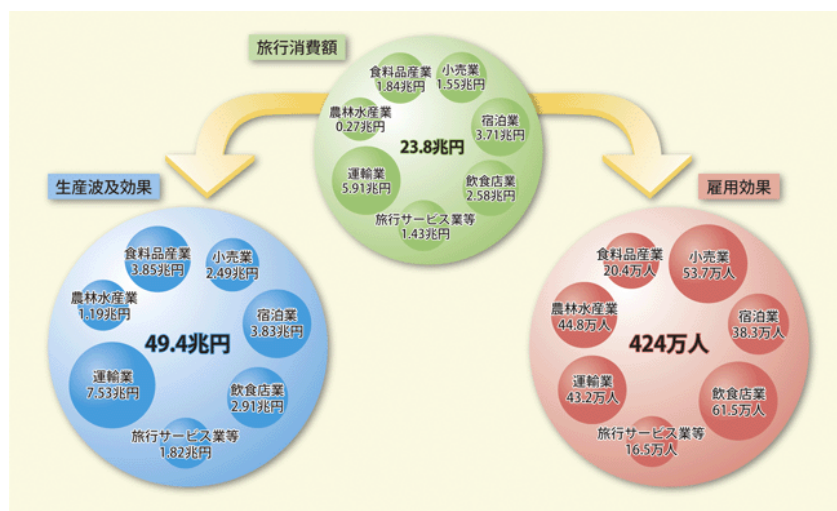 旅行消費額
食料品産業
1.84兆円
小売業
1.55兆円
農林水産業
0.27兆円
宿泊業
3.71兆円
23.8兆円
運輸業
5.91兆円
飲食店業
2.58兆円
旅行サービス業等
1.43兆円
生産波及効果
食料品産業
3.85兆円
小売業
2.49兆円
農林水産業
1.19兆円
宿泊業
3.83兆円
49.4兆円
運輸業
7.53兆円
飲食店業
2.91兆円
旅行サービス業等
1.82兆円
雇用効果
食料品産業
20.4万人
小売業
53.7万人
農林水産業
44.8万人
宿泊業
38.3万人
424万人
運輸業
43.2万人
飲食店業
61.5万人
旅行サービス業等
16.5万人